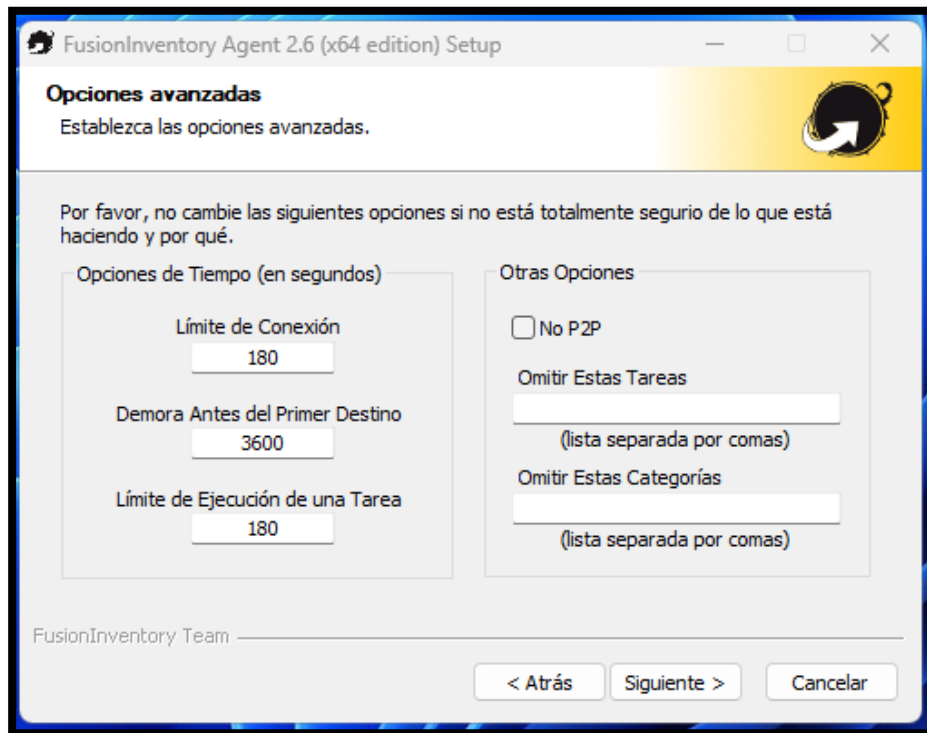 FusionInventory Agent 2.6 (x64 edition) Setup
Opciones avanzadas
Establezca las opciones avanzadas.
Por favor, no cambie las siguientes opciones si no está totalmente segurio de lo que está
haciendo y por qué.
Opciones de Tiempo (en segundos)
Límite de Conexión
180
Demora Antes del Primer Destino
3600
Límite de Ejecución de una Tarea
180
Otras Opciones
No P2P
Omitir Estas Tareas
(lista separada por comas)
Omitir Estas Categorías
(lista separada por comas)
FusionInventory Team
< Atrás
Siguiente >
Cancelar